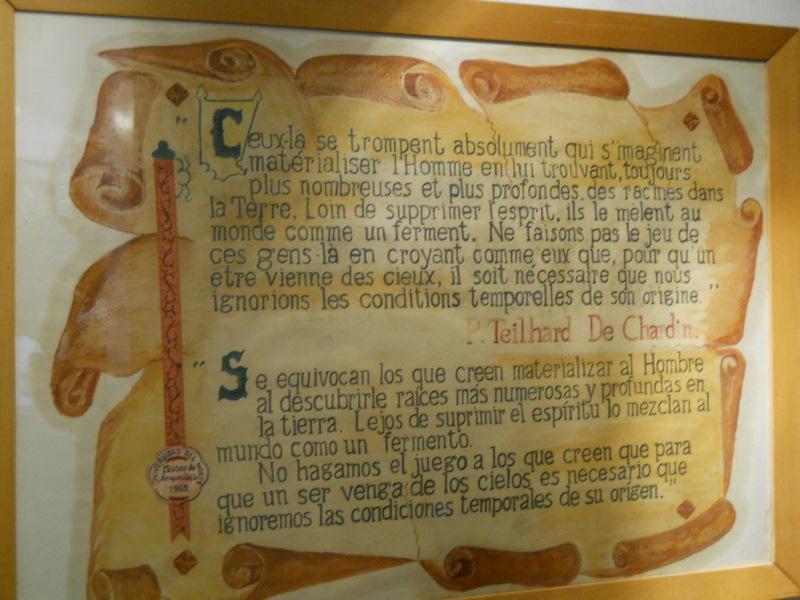 " Ceux-là se trompent absolument qui s'imaginent
matérialiser l'Homme en lui trouvant, toujours
plus nombreuses et plus profondes, des racines dans
la Terre. Loin de supprimer l'esprit, ils le mêlent au
monde comme un ferment. Ne faisons pas le jeu de
ces gens-là en croyant comme eux que, pour qu'un
être vienne des cieux, il soit nécessaire que nous
ignorions les conditions temporelles de son origine. "
P. Teilhard De Chardin.
" Se equivocan los que creen materializar al Hombre
al descubrirle raíces más numerosas y profundas en
la tierra. Lejos de suprimir el espíritu lo mezclan al
mundo como un fermento.
No hagamos el juego a los que creen que para
que un ser venga de los cielos, es necesario que
ignoremos las condiciones temporales de su origen. "
UNIVERSIDAD DEL
Museo de
Arqueología
1969